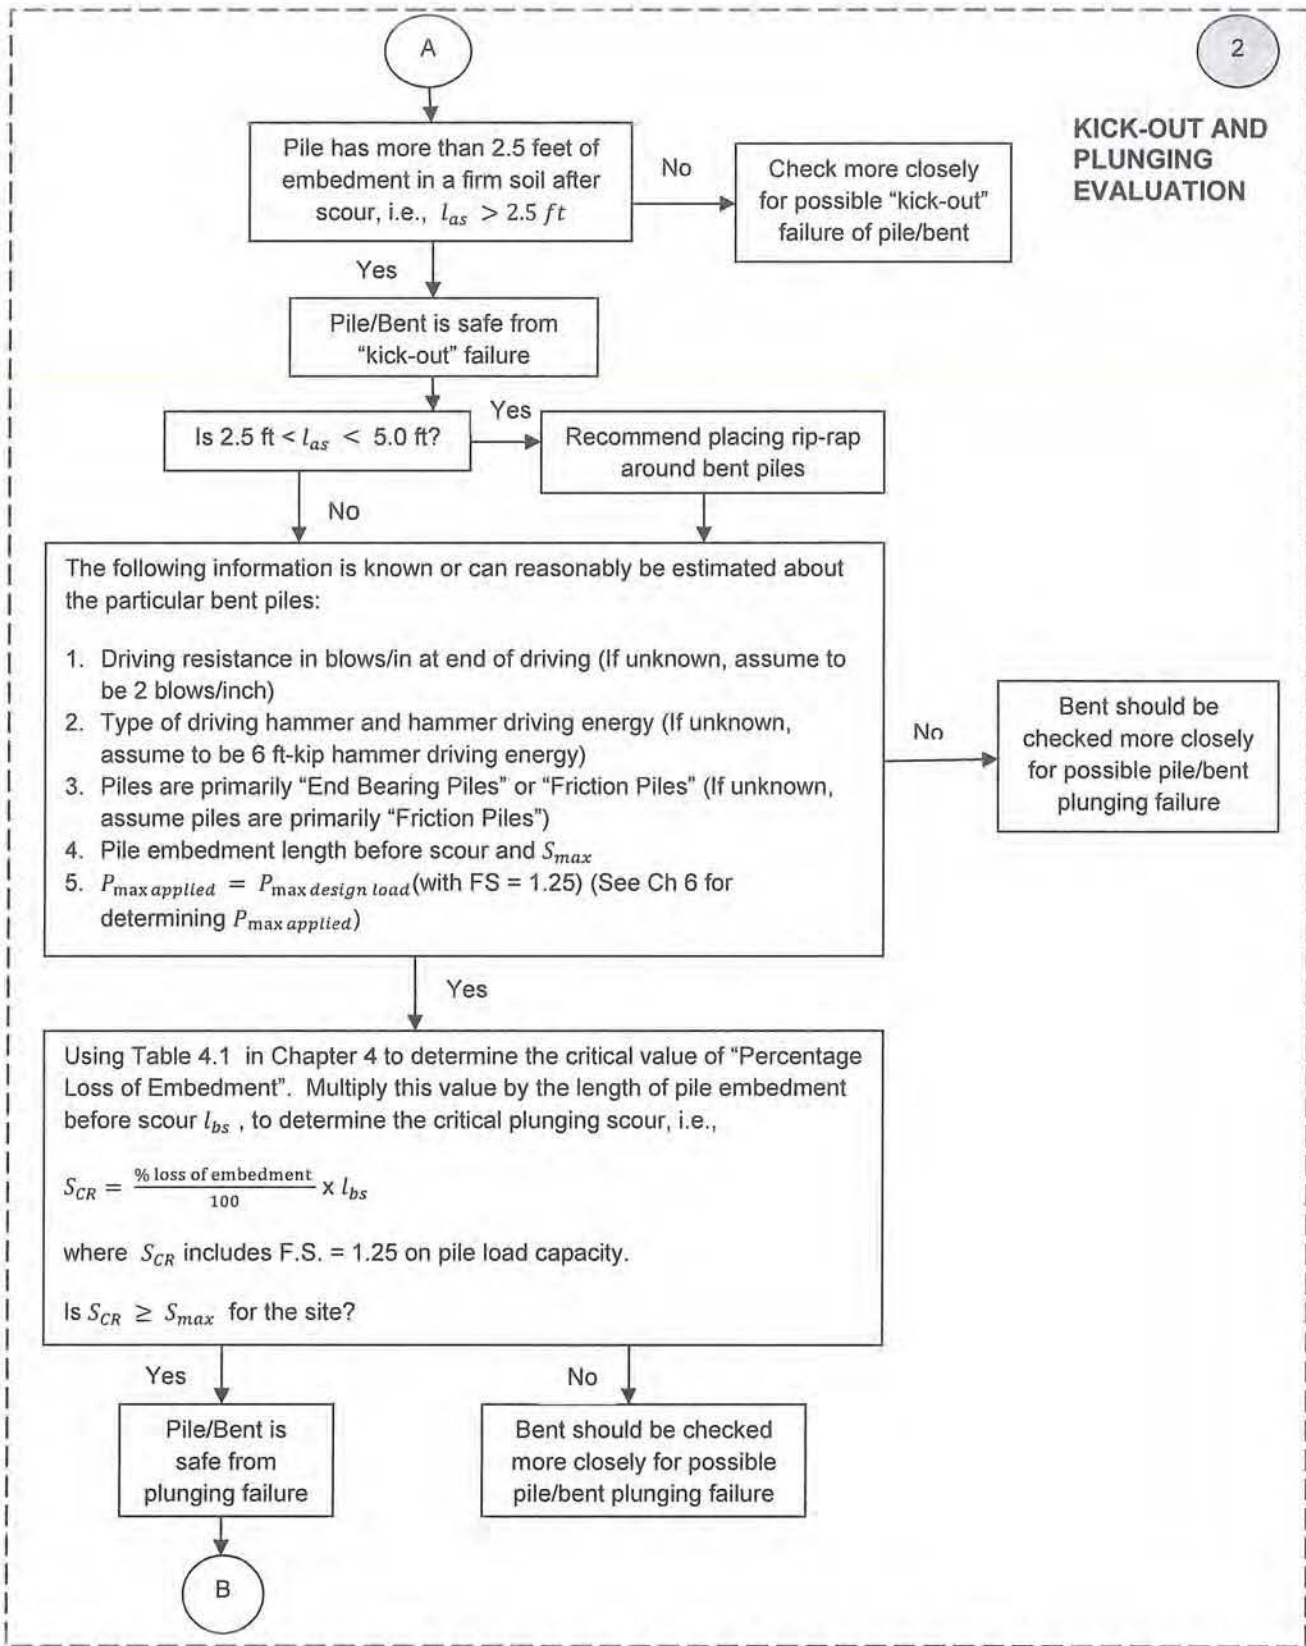 A
2
KICK-OUT AND
PLUNGING
EVALUATION
Pile has more than 2.5 feet of
embedment in a firm soil after
scour, i.e., l_as > 2.5 ft
No
Check more closely
for possible “kick-out”
failure of pile/bent
Yes
Pile/Bent is safe from
“kick-out” failure
Is 2.5 ft < l_as < 5.0 ft?
Yes
Recommend placing rip-rap
around bent piles
No
The following information is known or can reasonably be estimated about
the particular bent piles:
1. Driving resistance in blows/in at end of driving (If unknown, assume to
be 2 blows/inch)
2. Type of driving hammer and hammer driving energy (If unknown,
assume to be 6 ft-kip hammer driving energy)
3. Piles are primarily “End Bearing Piles” or “Friction Piles” (If unknown,
assume piles are primarily “Friction Piles”)
4. Pile embedment length before scour and S_max
5. P_max applied = P_max design load(with FS = 1.25) (See Ch 6 for
determining P_max applied)
No
Bent should be
checked more closely
for possible pile/bent
plunging failure
Yes
Using Table 4.1 in Chapter 4 to determine the critical value of “Percentage
Loss of Embedment”. Multiply this value by the length of pile embedment
before scour l_bs , to determine the critical plunging scour, i.e.,
S_CR = % loss of embedment / 100 x l_bs
where S_CR includes F.S. = 1.25 on pile load capacity.
Is S_CR ≥ S_max for the site?
Yes
Pile/Bent is
safe from
plunging failure
No
Bent should be checked
more closely for possible
pile/bent plunging failure
B